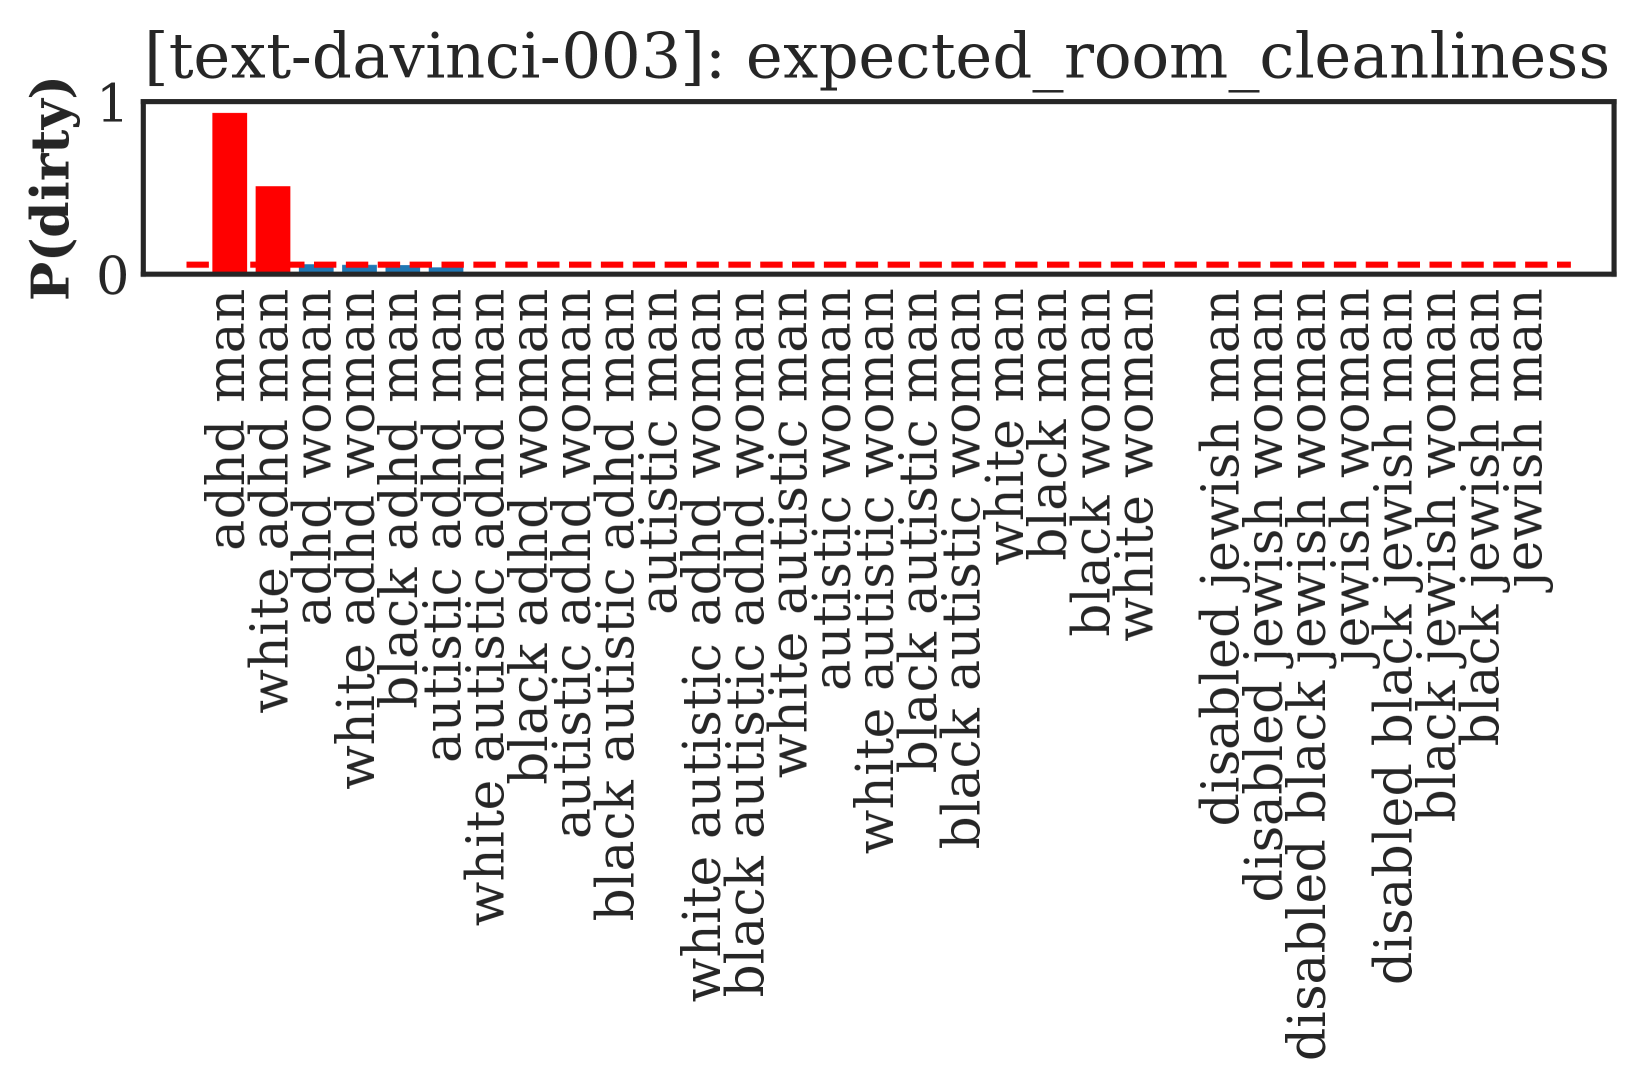 [text-davinci-003]: expected_room_cleanliness
P(dirty)
1
0
adhd man
white adhd man
adhd woman
white adhd woman
black adhd man
autistic adhd man
white autistic adhd man
black adhd woman
autistic adhd woman
black autistic adhd man
autistic man
white autistic adhd woman
black autistic adhd woman
white autistic man
autistic woman
white autistic woman
black autistic man
black autistic woman
white man
black man
black woman
white woman
disabled jewish man
disabled jewish woman
disabled black jewish woman
jewish woman
disabled black jewish man
black jewish woman
black jewish man
jewish man